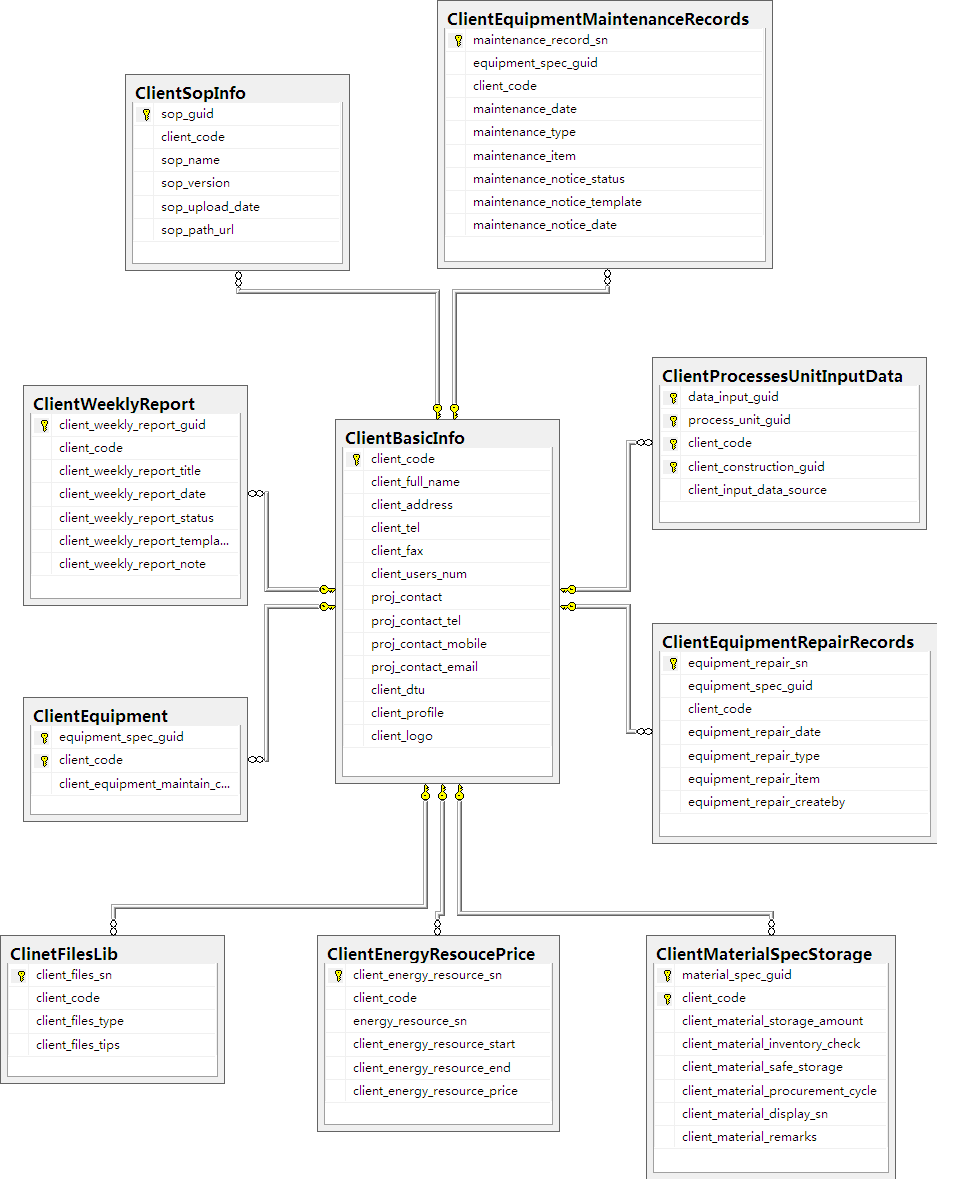 ClientEquipmentMaintenanceRecords
maintenance_record_sn
equipment_spec_guid
client_code
maintenance_date
maintenance_type
maintenance_item
maintenance_notice_status
maintenance_notice_template
maintenance_notice_date
ClientSopInfo
sop_guid
client_code
sop_name
sop_version
sop_upload_date
sop_path_url
ClientProcessesUnitInputData
data_input_guid
process_unit_guid
client_code
client_construction_guid
client_input_data_source
ClientWeeklyReport
client_weekly_report_guid
client_code
client_weekly_report_title
client_weekly_report_date
client_weekly_report_status
client_weekly_report_templa...
client_weekly_report_note
ClientBasicInfo
client_code
client_full_name
client_address
client_tel
client_fax
client_users_num
proj_contact
proj_contact_tel
proj_contact_mobile
proj_contact_email
client_dtu
client_profile
client_logo
ClientEquipmentRepairRecords
equipment_repair_sn
equipment_spec_guid
client_code
equipment_repair_date
equipment_repair_type
equipment_repair_item
equipment_repair_createby
ClientEquipment
equipment_spec_guid
client_code
client_equipment_maintain_c...
ClinetFilesLib
client_files_sn
client_code
client_files_type
client_files_tips
ClientEnergyResoucePrice
client_energy_resource_sn
client_code
energy_resource_sn
client_energy_resource_start
client_energy_resource_end
client_energy_resource_price
ClientMaterialSpecStorage
material_spec_guid
client_code
client_material_storage_amount
client_material_inventory_check
client_material_safe_storage
client_material_procurement_cycle
client_material_display_sn
client_material_remarks